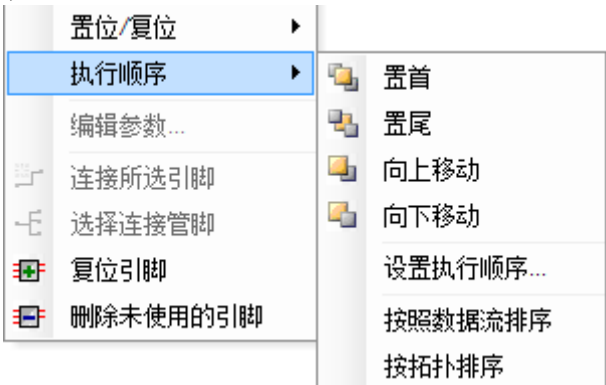 置位/复位
执行顺序
编辑参数...
连接所选引脚
选择连接管脚
复位引脚
删除未使用的引脚
置首
置尾
向上移动
向下移动
设置执行顺序...
按照数据流排序
按拓扑排序